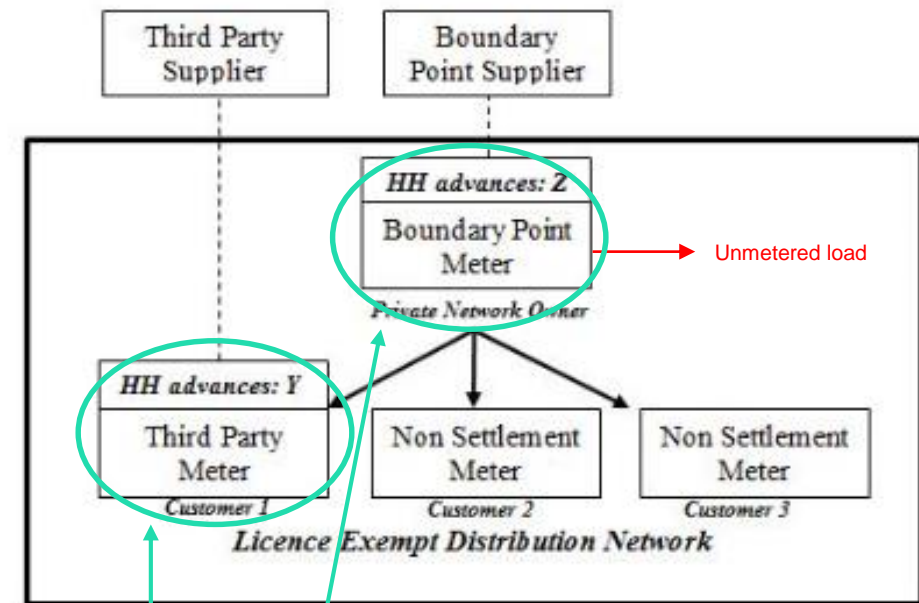 Third Party
Supplier
Boundary
Point Supplier
HH advances: Z
Boundary Point
Meter
Unmetered load
Private Network Owner
HH advances: Y
Third Party
Meter
Customer 1
Non Settlement
Meter
Customer 2
Non Settlement
Meter
Customer 3
Licence Exempt Distribution Network